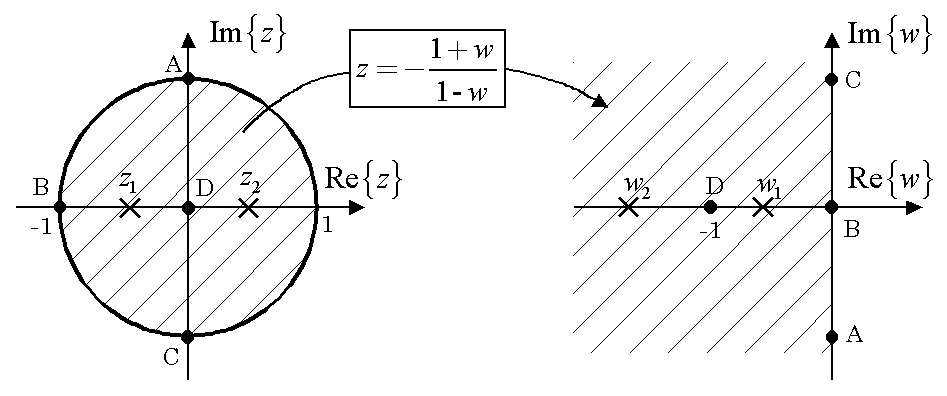 Im{z}
A
z = - 1 + w / 1 - w
Im{w}
C
B
z₁
D
z₂
Re{z}
-1
1
C
w₂
D
w₁
Re{w}
-1
B
A